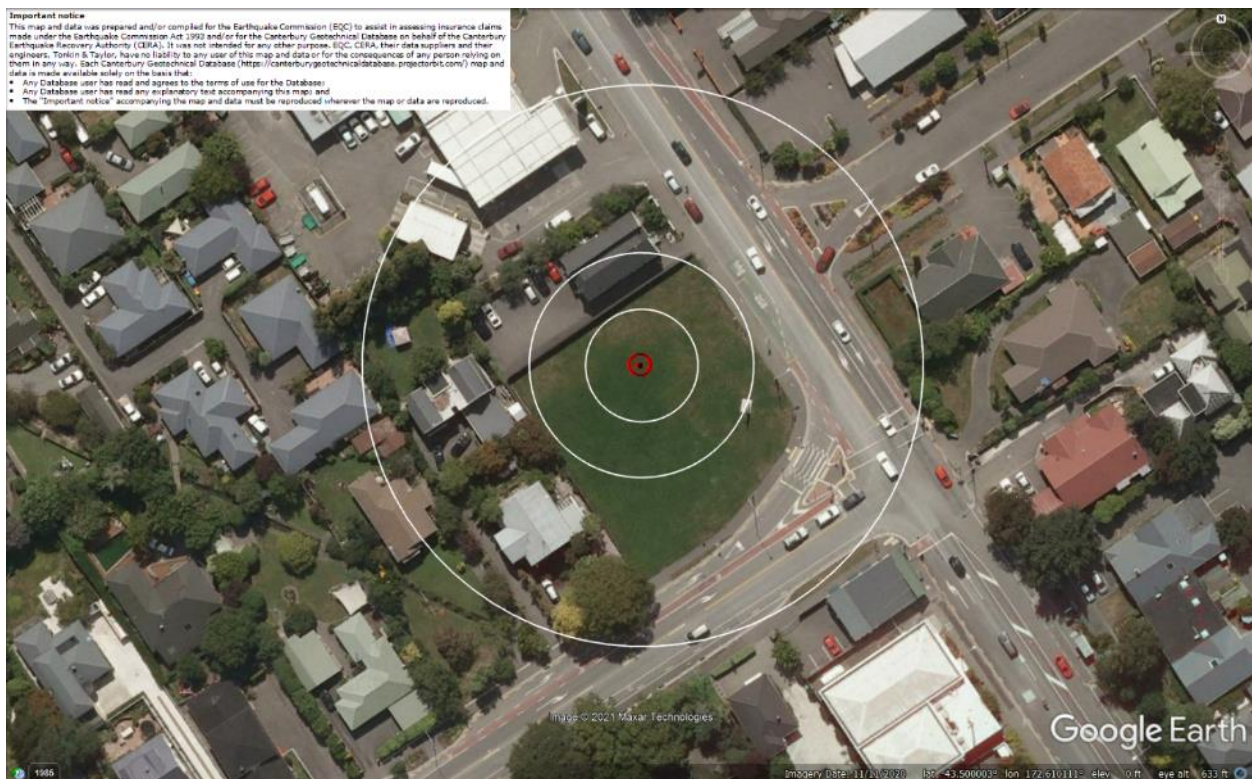 Important notice
This map and data was prepared and/or compiled for the Earthquake Commission (EQC) to assist in assessing insurance claims
made under the Earthquake Commission Act 1993 and/or for the Canterbury Geotechnical Database on behalf of the Canterbury
Earthquake Recovery Authority (CERA). It was not intended for any other purpose. EQC, CERA, their data suppliers and their
engineers, Tonkin & Taylor, have no liability to any user of this map and data or for the consequences of any person relying on
them in any way. Each Canterbury Geotechnical Database (https://canterburygeotechnicaldatabase.projectorbit.com/) map and
data is made available solely on the basis that:
▪ Any Database user has read and agrees to the terms of use for the Database;
▪ Any Database user has read any explanatory text accompanying this map; and
▪ The "Important notice" accompanying the map and data must be reproduced wherever the map or data are reproduced.
N
Image © 2021 Maxar Technologies
Google Earth
1985
Imagery Date: 11/11/2020 lat -43.500003° lon 172.610111° elev 0 ft eye alt 633 ft